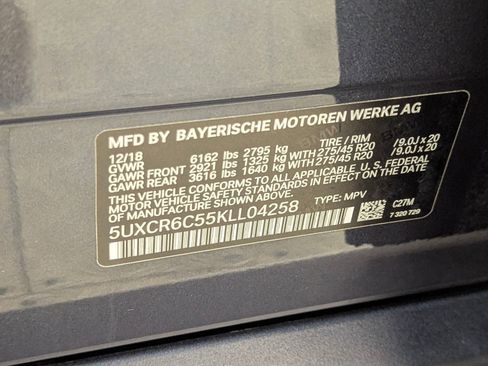 MFD BY BAYERISCHE MOTOREN WERKE AG
12/18 TIRE / RIM
GVWR 6162 lbs 2795 kg
GAWR FRONT 2921 lbs 1325 kg WITH 275/45 R20 /9.0J x 20
GAWR REAR 3616 lbs 1640 kg WITH 275/45 R20 /9.0J x 20
THIS VEHICLE CONFORMS TO ALL APPLICABLE U.S. FEDERAL
MOTOR VEHICLE SAFETY STANDARDS IN EFFECT ON THE DATE
OF MANUFACTURE SHOWN ABOVE.
5UXCR6C55KLL04258 TYPE: MPV
C27M
7 320 729